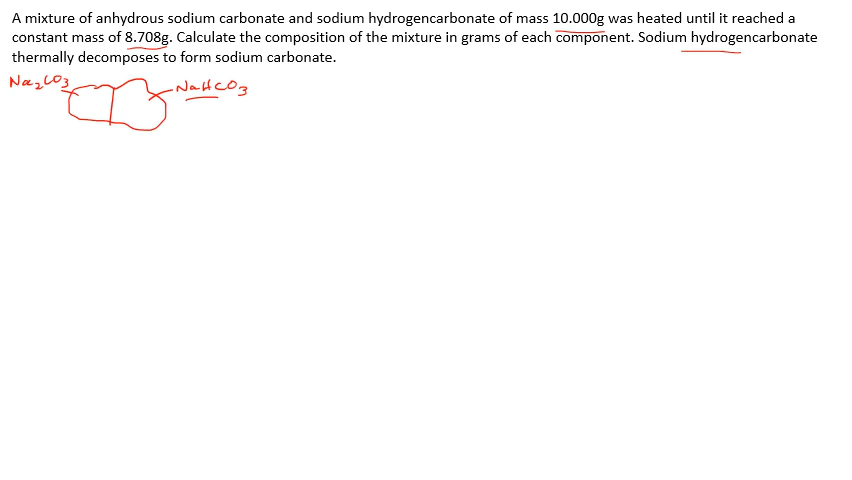 A mixture of anhydrous sodium carbonate and sodium hydrogencarbonate of mass 10.000g was heated until it reached a
constant mass of 8.708g. Calculate the composition of the mixture in grams of each component. Sodium hydrogencarbonate
thermally decomposes to form sodium carbonate.
Na₂CO₃ NaHCO₃